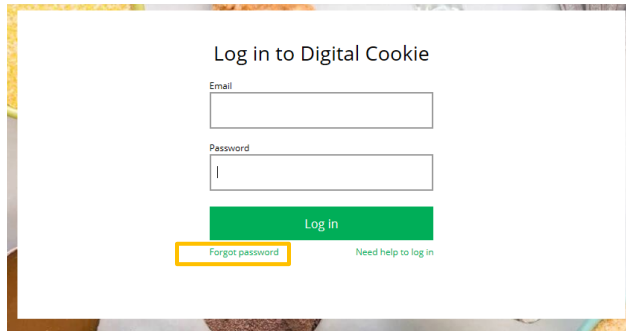 Log in to Digital Cookie
Email
Password
Log in
Forgot password Need help to log in